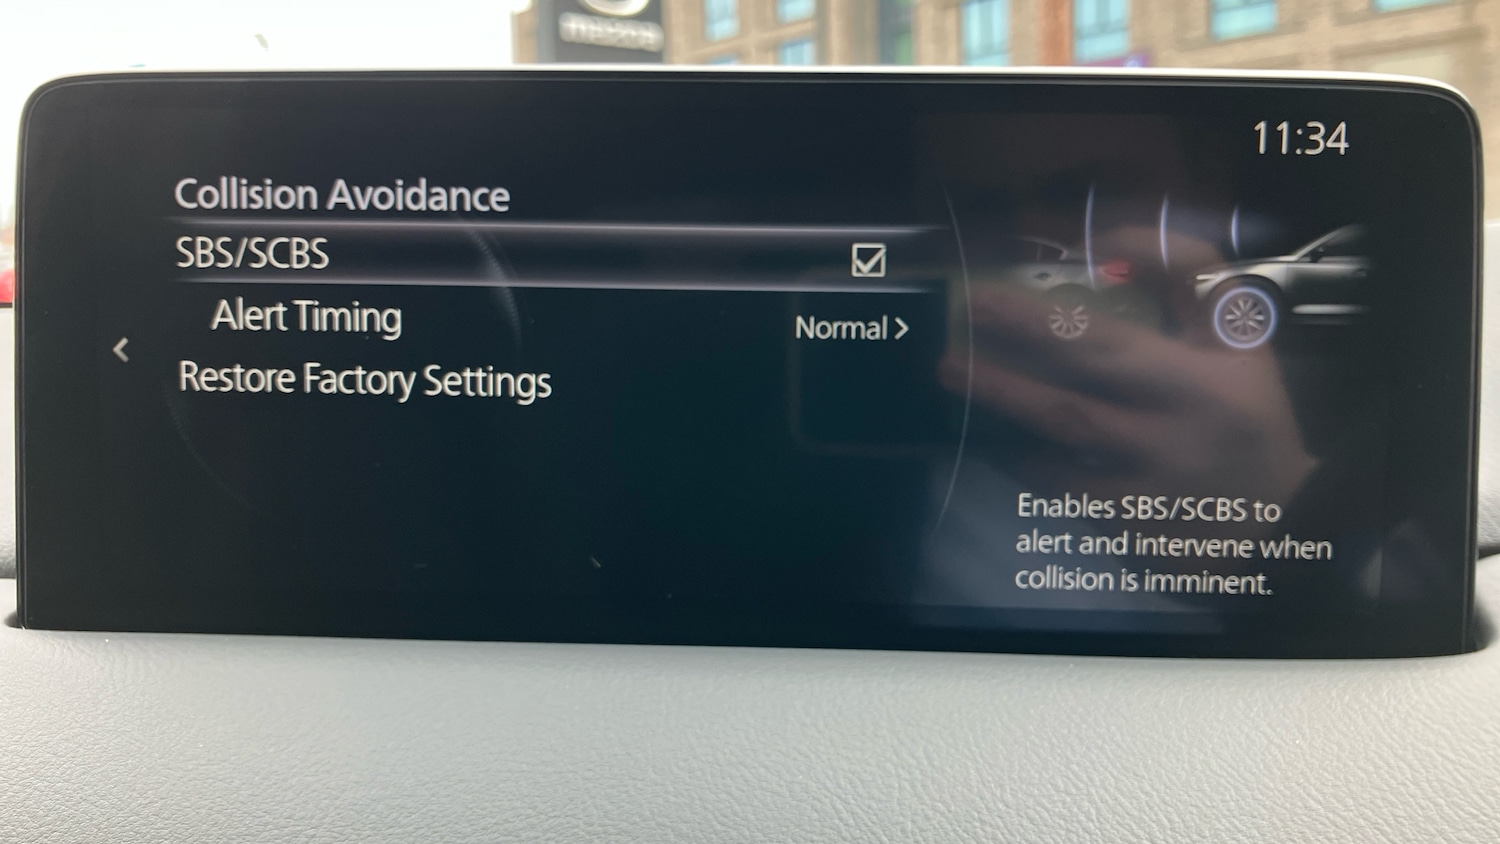 mazda
11:34
Collision Avoidance
SBS/SCBS
Alert Timing
Normal >
Restore Factory Settings
Enables SBS/SCBS to
alert and intervene when
collision is imminent.